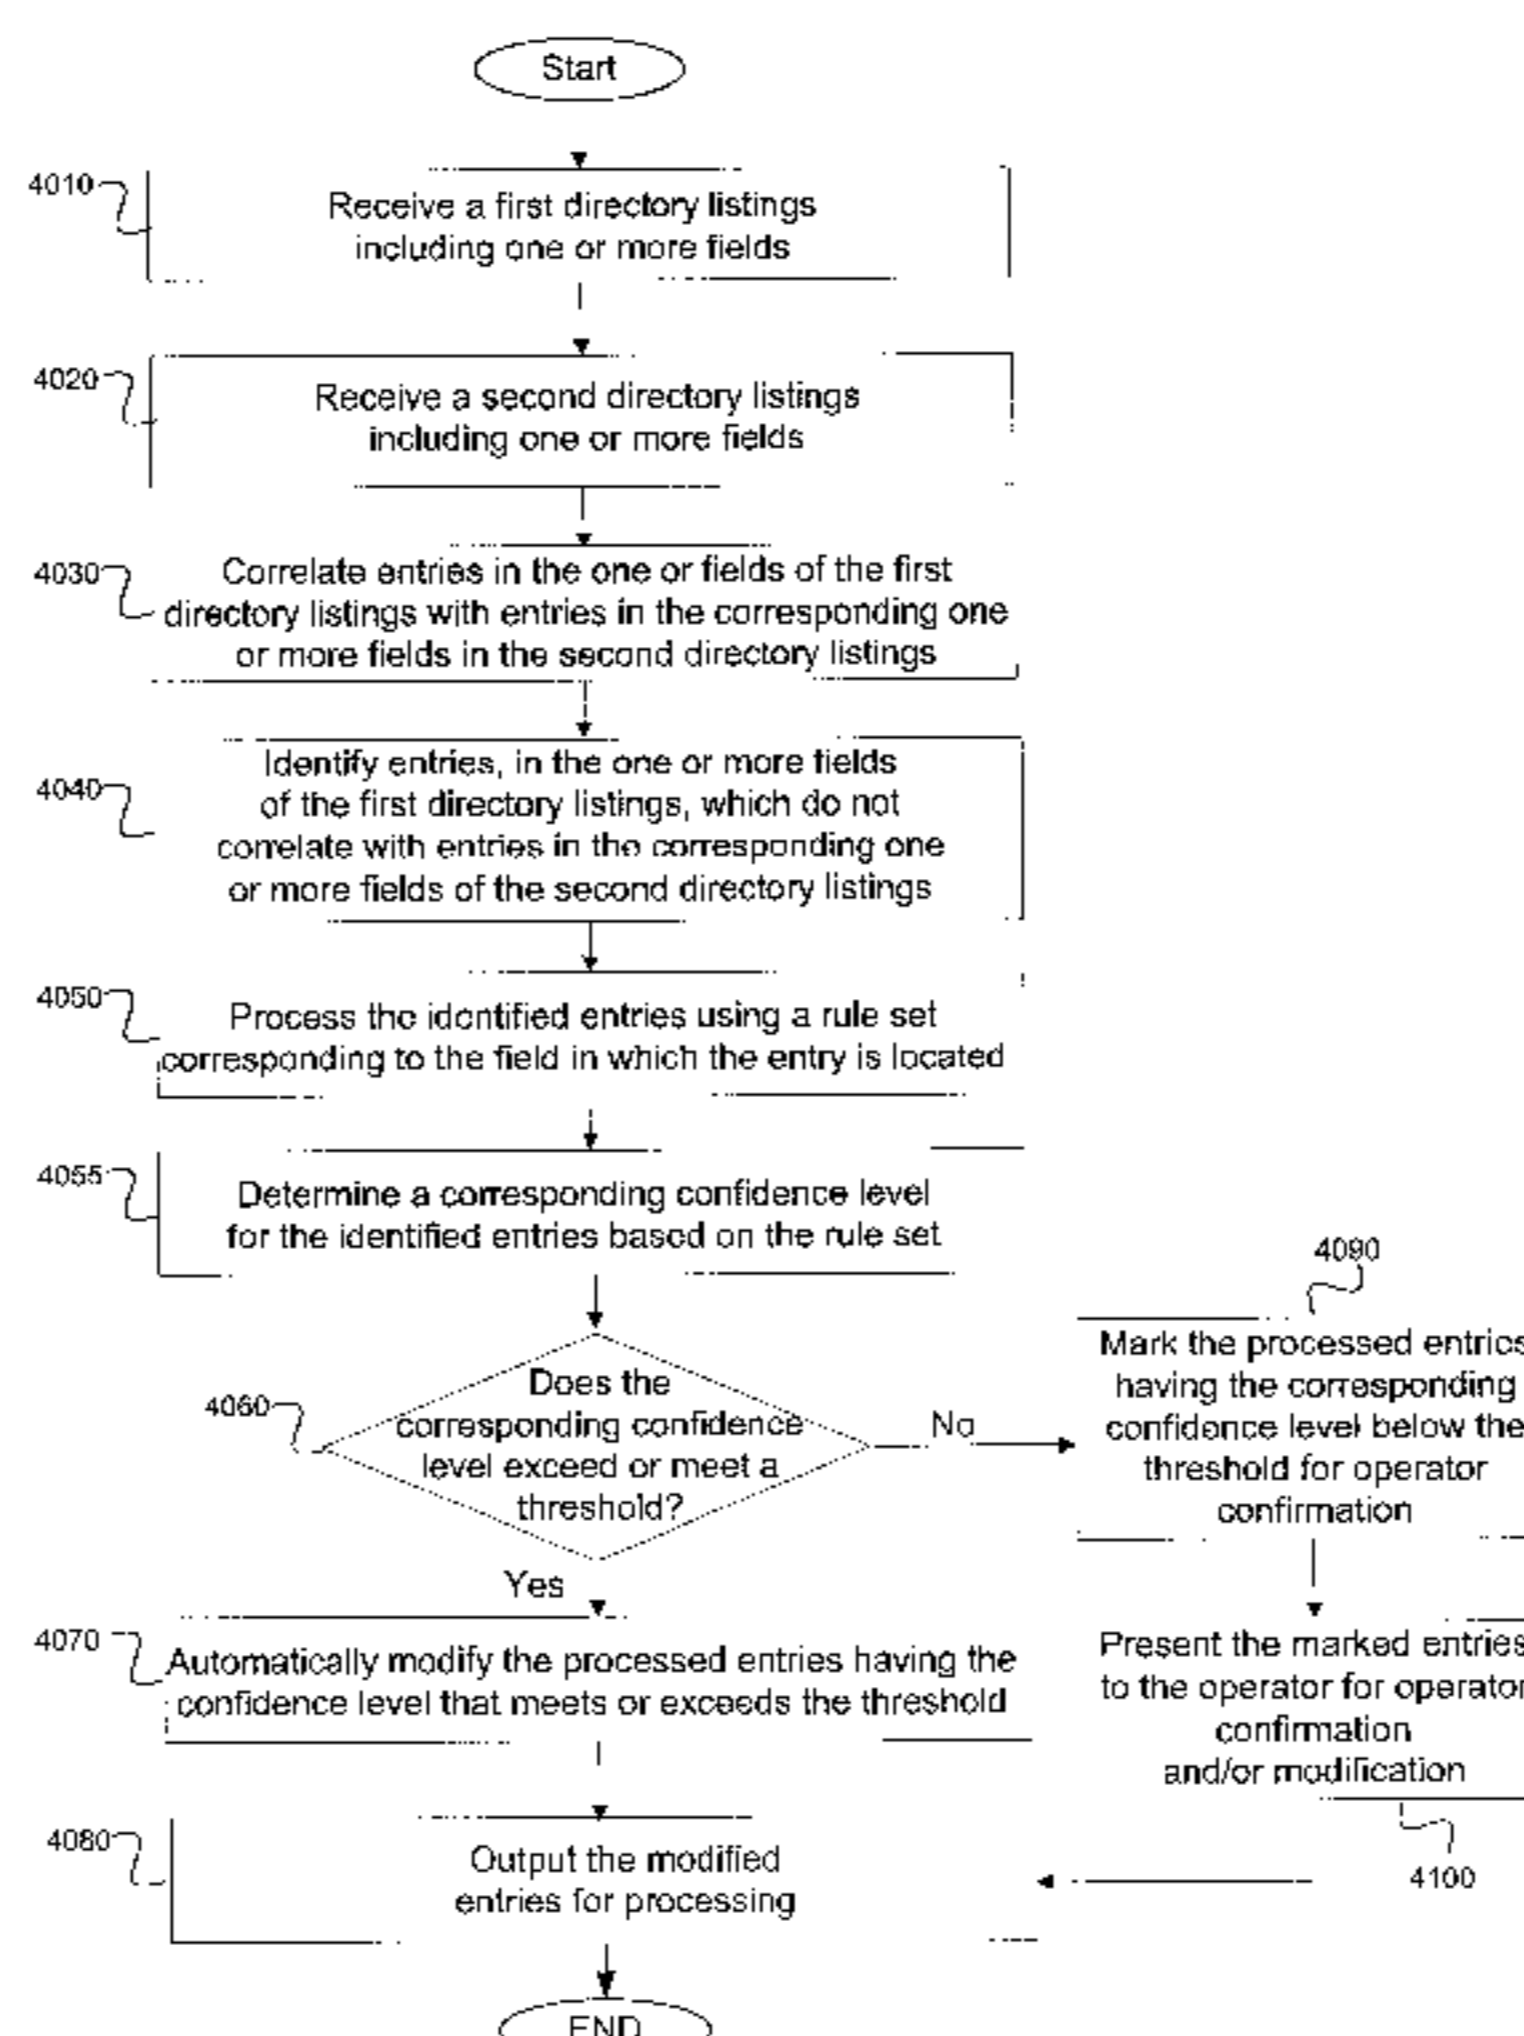 Start
4010
Receive a first directory listings
including one or more fields
4020
Receive a second directory listings
including one or more fields
4030
Correlate entries in the one or fields of the first
directory listings with entries in the corresponding one
or more fields in the second directory listings
4040
Identify entries, in the one or more fields
of the first directory listings, which do not
correlate with entries in the corresponding one
or more fields of the second directory listings
4050
Process the identified entries using a rule set
corresponding to the field in which the entry is located
4055
Determine a corresponding confidence level
for the identified entries based on the rule set
4060
Does the
corresponding confidence
level exceed or meet a
threshold?
No
Yes
4090
Mark the processed entries
having the corresponding
confidence level below the
threshold for operator
confirmation
4070
Automatically modify the processed entries having the
confidence level that meets or exceeds the threshold
Present the marked entries
to the operator for operator
confirmation
and/or modification
4100
4080
Output the modified
entries for processing
END